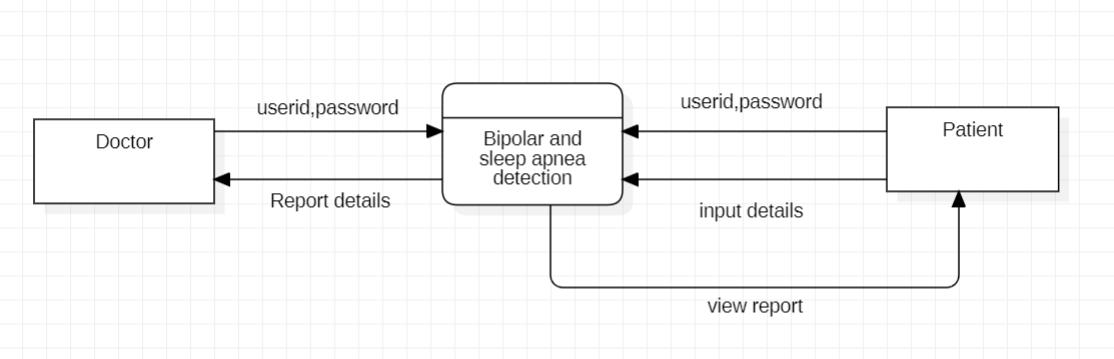 userid,password
Doctor
Report details
Bipolar and
sleep apnea
detection
userid,password
Patient
input details
view report